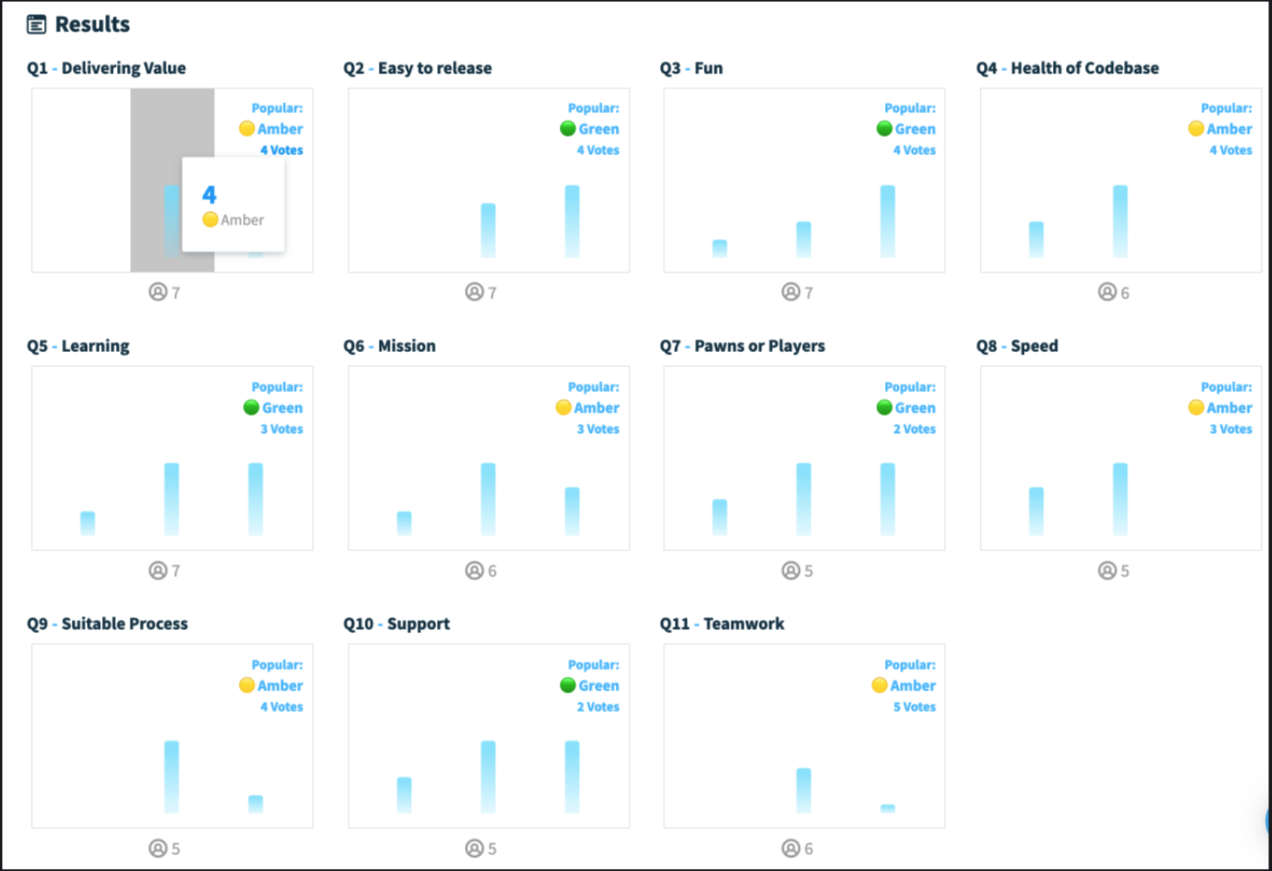 Results
Q1 - Delivering Value
Popular:
Amber
4 Votes
4
Amber
7
Q2 - Easy to release
Popular:
Green
4 Votes
7
Q3 - Fun
Popular:
Green
4 Votes
7
Q4 - Health of Codebase
Popular:
Amber
4 Votes
6
Q5 - Learning
Popular:
Green
3 Votes
7
Q6 - Mission
Popular:
Amber
3 Votes
6
Q7 - Pawns or Players
Popular:
Green
2 Votes
5
Q8 - Speed
Popular:
Amber
3 Votes
5
Q9 - Suitable Process
Popular:
Amber
4 Votes
5
Q10 - Support
Popular:
Green
2 Votes
5
Q11 - Teamwork
Popular:
Amber
5 Votes
6